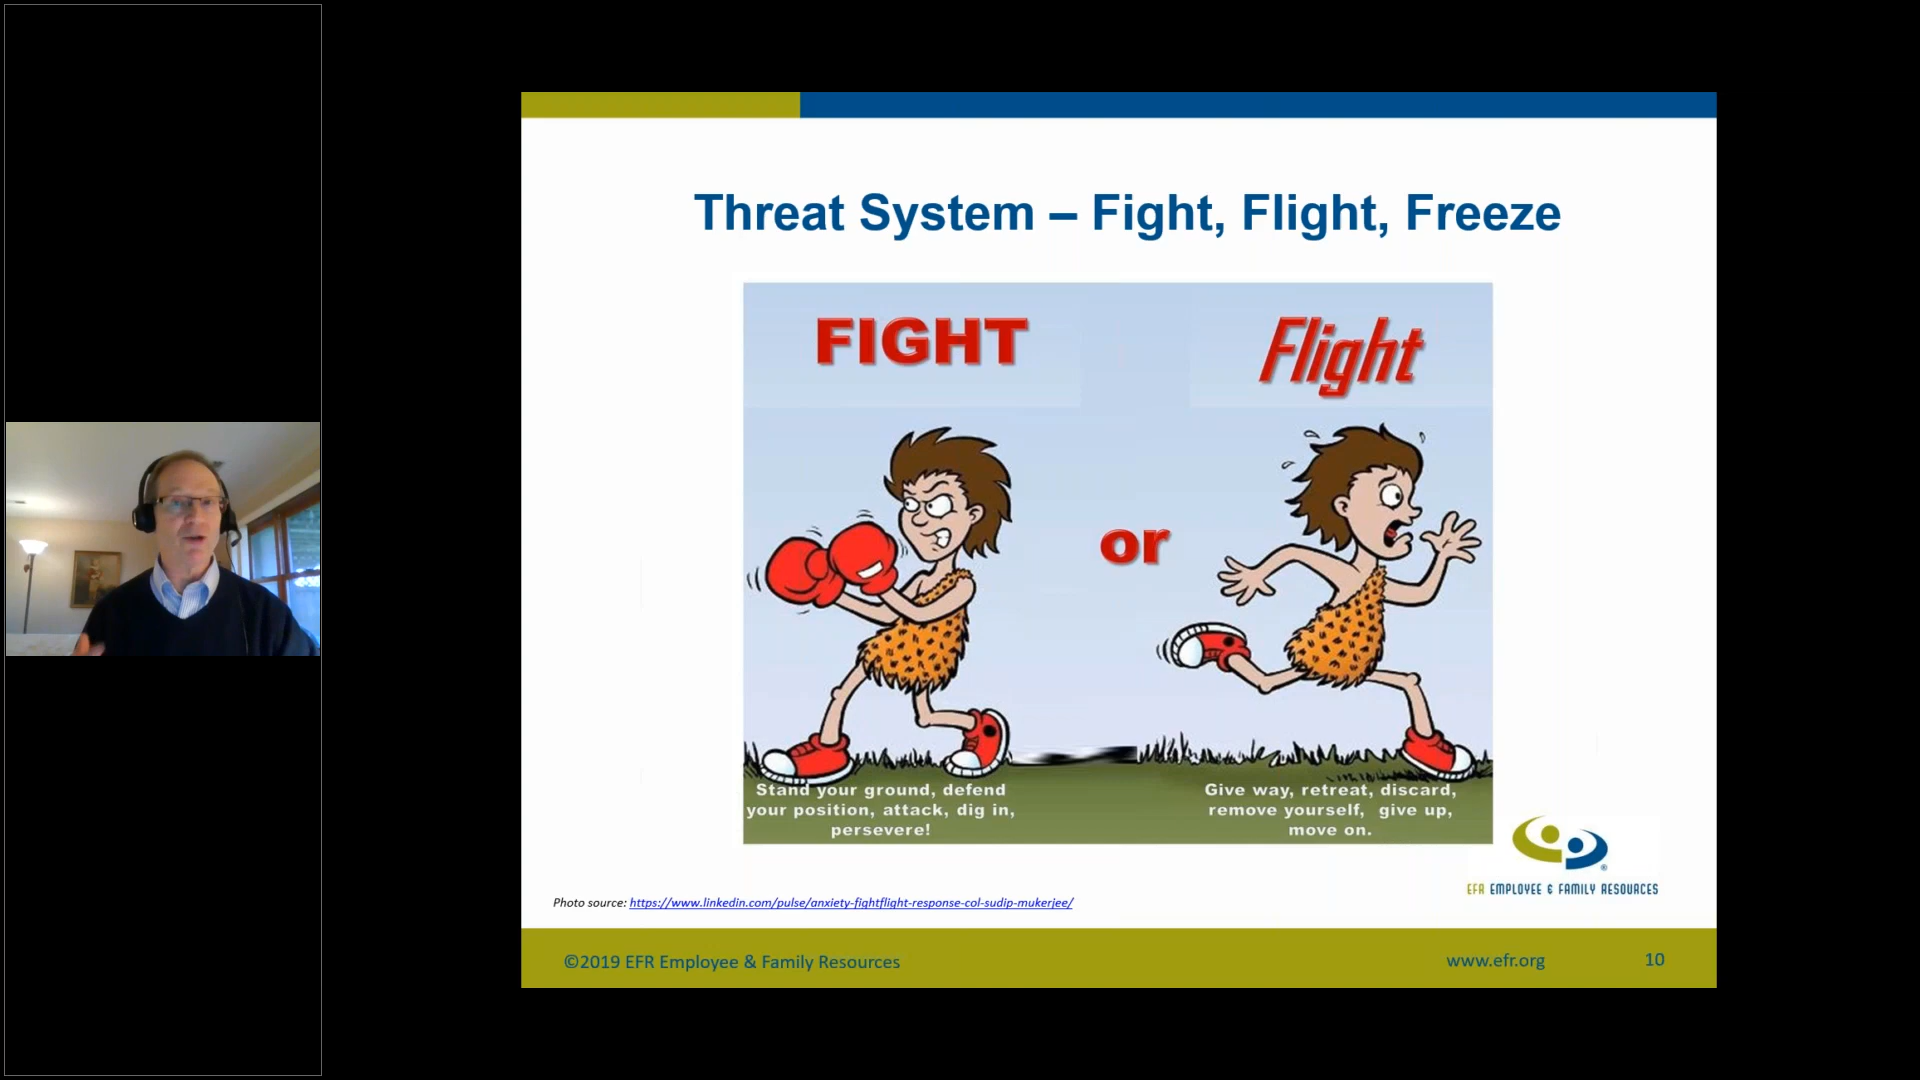 Threat System – Fight, Flight, Freeze
FIGHT
Flight
or
Stand your ground, defend
your position, attack, dig in,
persevere!
Give way, retreat, discard,
remove yourself, give up,
move on.
EFR EMPLOYEE & FAMILY RESOURCES
Photo source: https://www.linkedin.com/pulse/anxiety-fightflight-response-col-sudip-mukerjee/
©2019 EFR Employee & Family Resources
www.efr.org
10